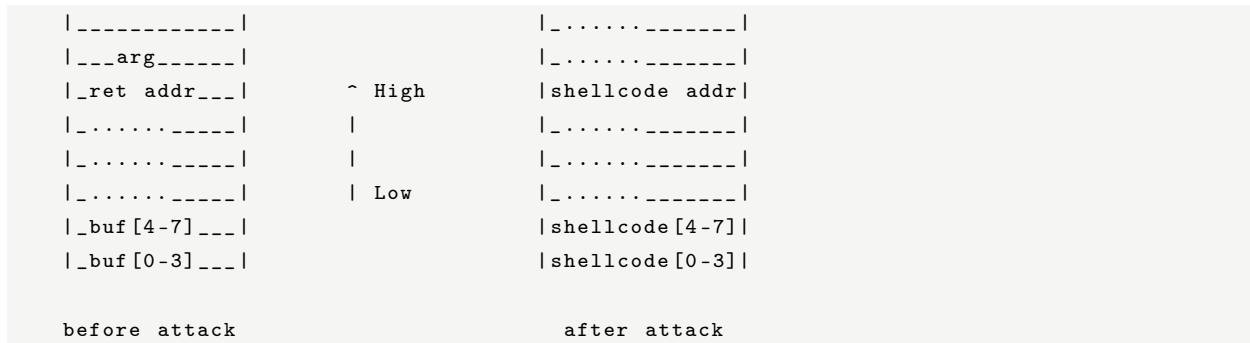 |____________|                    |_......_______|
|___arg______|                    |_......_______|
|_ret addr___|       ^ High       |shellcode addr|
|_......_____|       |            |_......_______|
|_......_____|       |            |_......_______|
|_......_____|       | Low        |_......_______|
|_buf[4-7]___|                    |shellcode[4-7]|
|_buf[0-3]___|                    |shellcode[0-3]|
before attack                       after attack